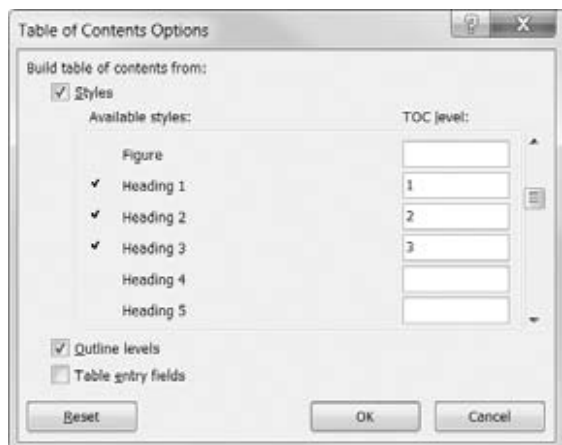 Table of Contents Options
Build table of contents from:
Styles
Available styles: TOC level:
Figure
Heading 1 1
Heading 2 2
Heading 3 3
Heading 4
Heading 5
Outline levels
Table entry fields
Reset OK Cancel